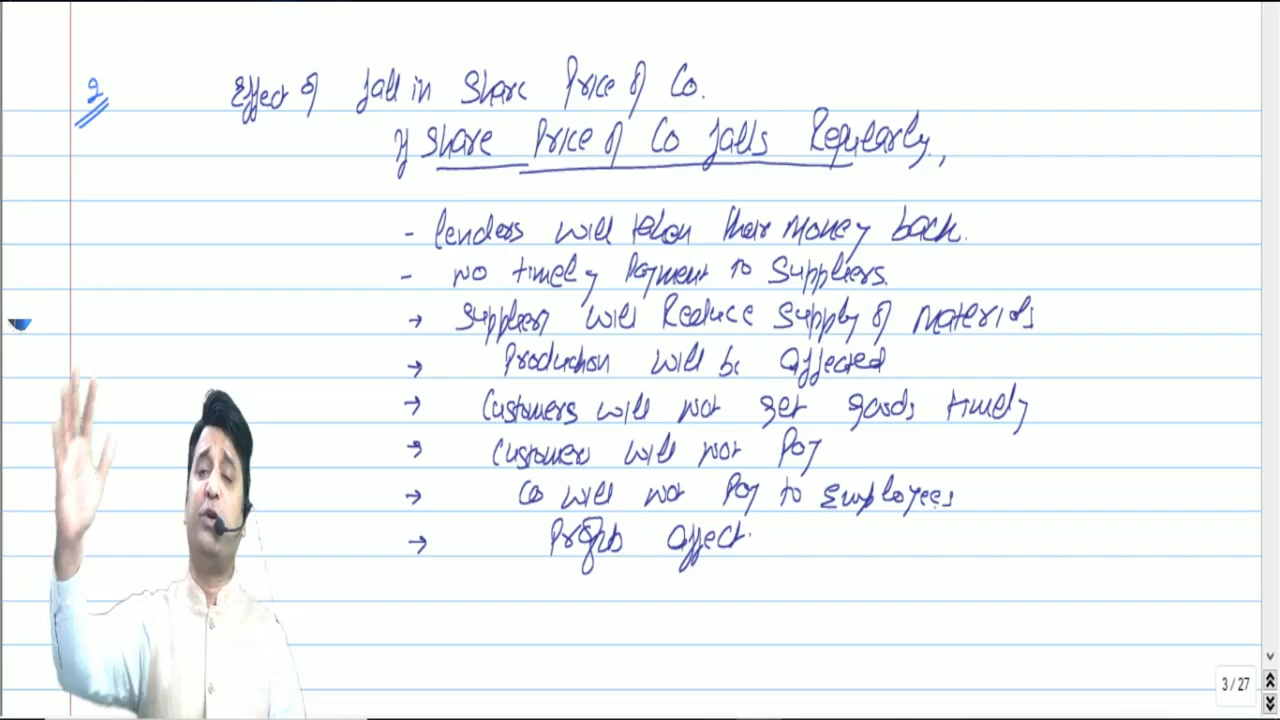 2
Effect of fall in Share Price of Co.
If Share Price of Co falls Regularly,
- lenders will taken their money back.
- No timely Payment to Suppliers.
→ Suppliers will Reduce Supply of Materials
→ Production will be affected
→ Customers will not get goods timely
→ Customers will not Pay
→ Co will not Pay to Employees
→ Profits affect.
3 / 27